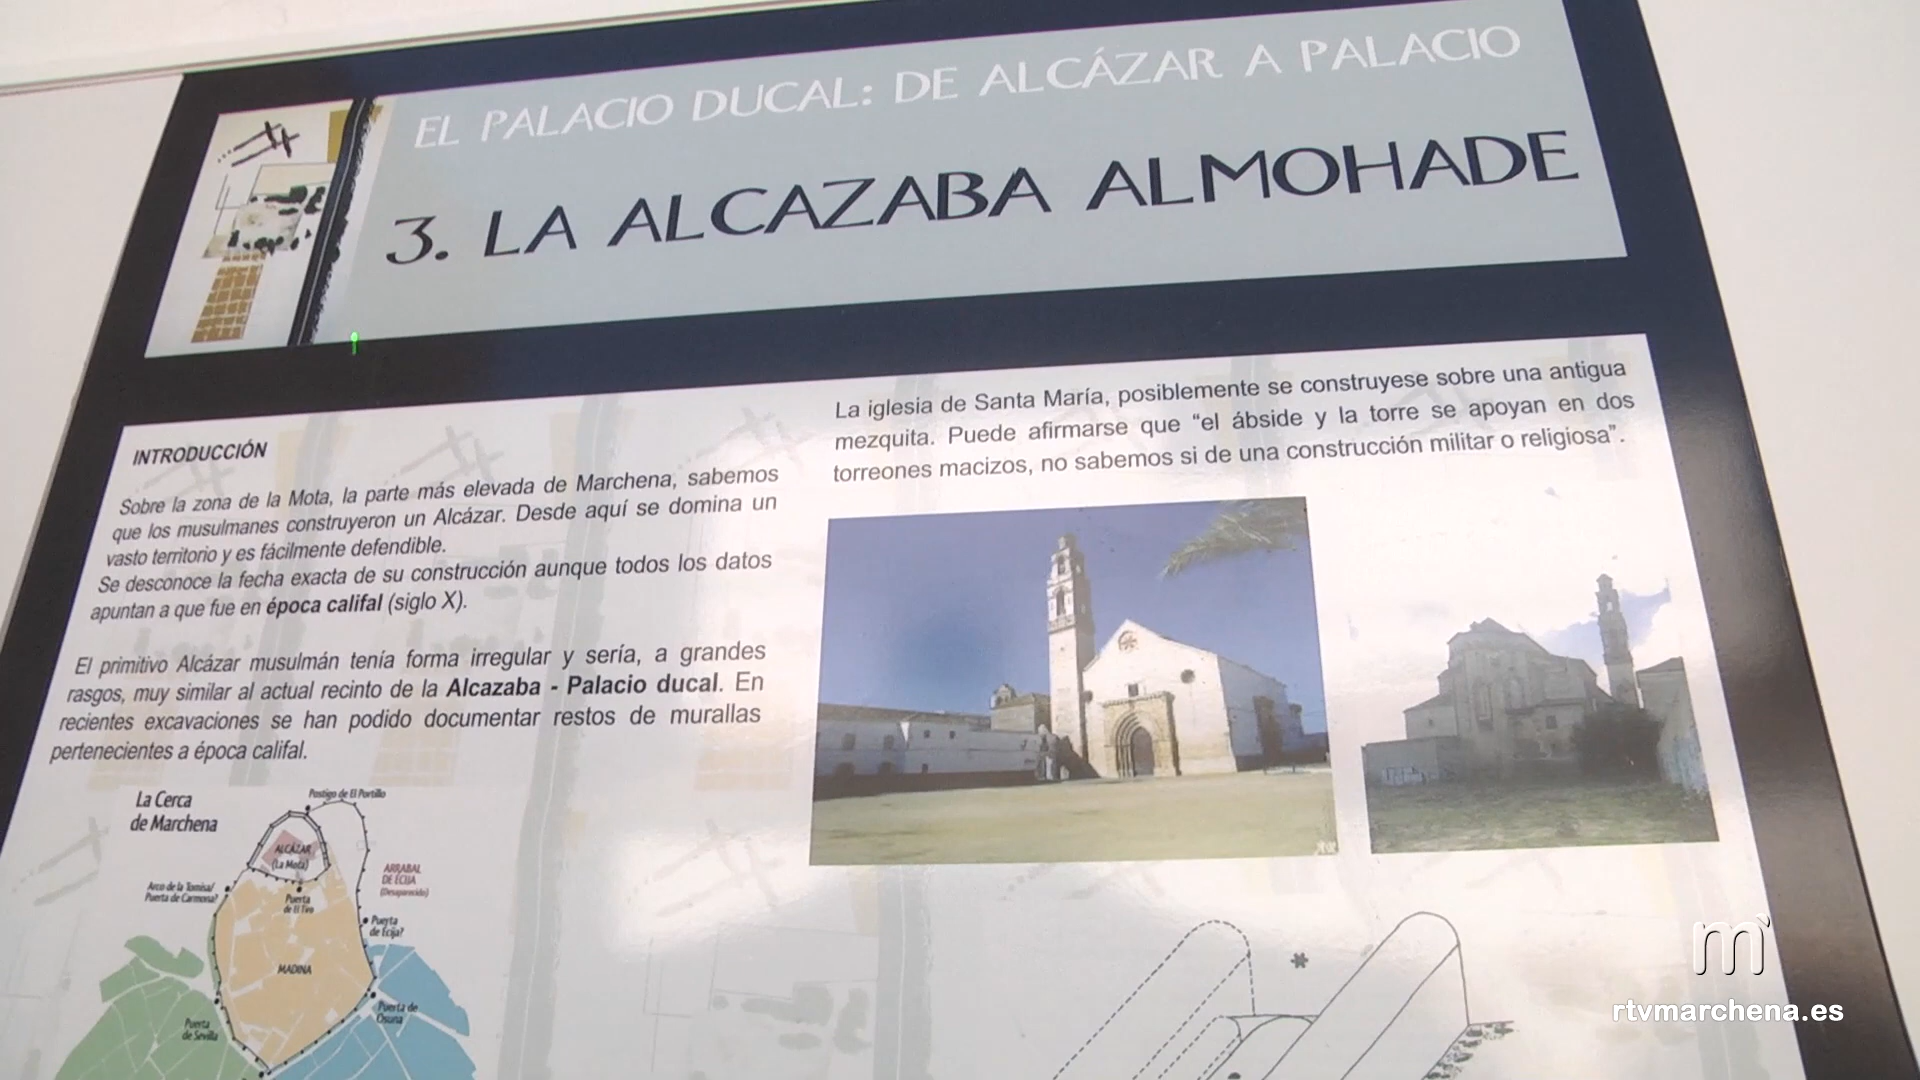 EL PALACIO DUCAL: DE ALCÁZAR A PALACIO
3. LA ALCAZABA ALMOHADE
INTRODUCCIÓN
Sobre la zona de la Mota, la parte más elevada de Marchena, sabemos
que los musulmanes construyeron un Alcázar. Desde aquí se domina un
vasto territorio y es fácilmente defendible.
Se desconoce la fecha exacta de su construcción aunque todos los datos
apuntan a que fue en época califal (siglo X).
El primitivo Alcázar musulmán tenía forma irregular y sería, a grandes
rasgos, muy similar al actual recinto de la Alcazaba - Palacio ducal. En
recientes excavaciones se han podido documentar restos de murallas
pertenecientes a época califal.
La Cerca
de Marchena
Postigo de El Portillo
ALCÁZAR
(La Mota)
ARRABAL
DE ÉCIJA
(Desaparecido)
Arco de la Tomisa/
Puerta de Carmona?
Puerta
de El Tiro
Puerta
de Écija?
MADINA
Puerta de
Osuna
Puerta
de Sevilla
La iglesia de Santa María, posiblemente se construyese sobre una antigua
mezquita. Puede afirmarse que “el ábside y la torre se apoyan en dos
torreones macizos, no sabemos si de una construcción militar o religiosa”.
m
rtvmarchena.es